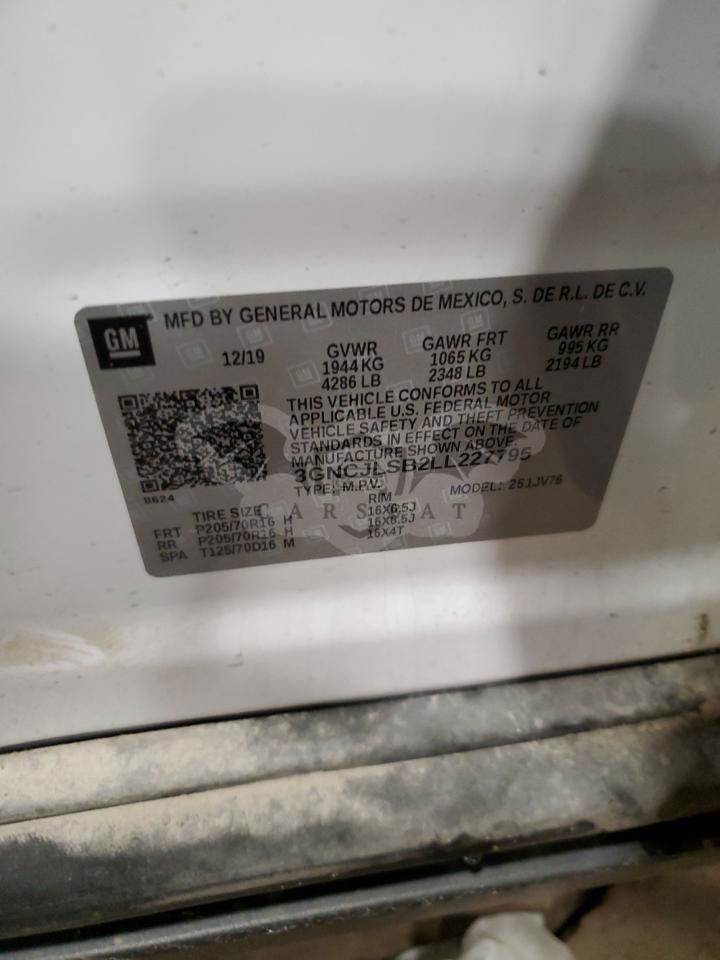 GM
MFD BY GENERAL MOTORS DE MEXICO, S. DE R.L. DE C.V.
12/19
GVWR
1944 KG
4286 LB
GAWR FRT
1065 KG
2348 LB
GAWR RR
995 KG
2194 LB
THIS VEHICLE CONFORMS TO ALL
APPLICABLE U.S. FEDERAL MOTOR
VEHICLE SAFETY AND THEFT PREVENTION
STANDARDS IN EFFECT ON THE DATE OF
MANUFACTURE SHOWN ABOVE.
3GNCJLSB2LL227795
TYPE: M.P.V. MODEL: 251JV76
8624
TIRE SIZE RIM
FRT P205/70R16 H 16X6.5J
RR P205/70R16 H 16X6.5J
SPA T125/70D16 M 16X4T